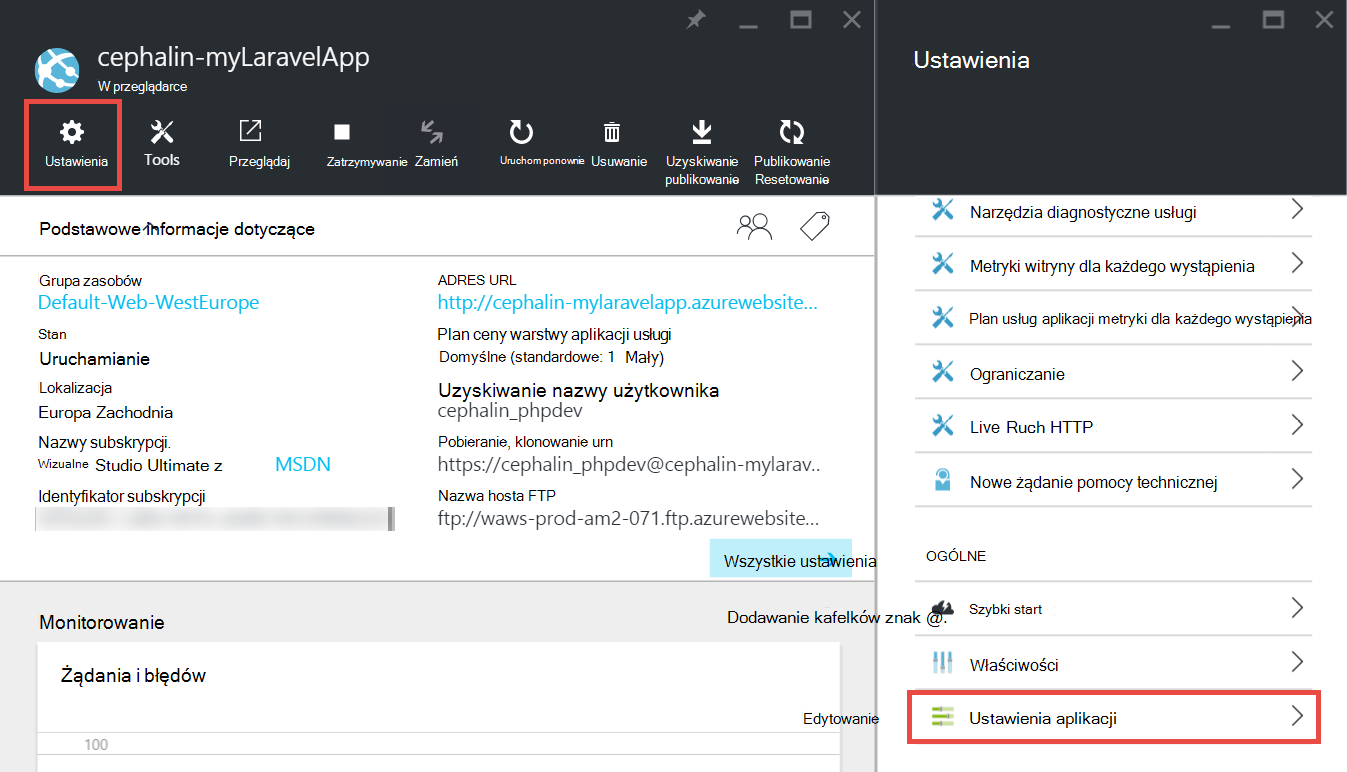 cephalin-myLaravelApp
W przeglądarce
Ustawienia
Tools
Przeglądaj
Zatrzymywanie
Zamień
Uruchom ponownie
Usuwanie
Uzyskiwanie
publikowanie
Publikowanie
Resetowanie
Podstawowe informacje dotyczące
Grupa zasobów
Default-Web-WestEurope
Stan
Uruchamianie
Lokalizacja
Europa Zachodnia
Nazwy subskrypcji.
Wizualne Studio Ultimate z MSDN
Identyfikator subskrypcji
ADRES URL
http://cephalin-mylaravelapp.azurewebsite...
Plan ceny warstwy aplikacji usługi
Domyślne (standardowe: 1 Mały)
Uzyskiwanie nazwy użytkownika
cephalin_phpdev
Pobieranie, klonowanie urn
https://cephalin_phpdev@cephalin-mylarav..
Nazwa hosta FTP
ftp://waws-prod-am2-071.ftp.azurewebsite...
Wszystkie ustawienia
Monitorowanie
Dodawanie kafelków znak @.
Żądania i błędów
Edytowanie
100
Ustawienia
Narzędzia diagnostyczne usługi
Metryki witryny dla każdego wystąpienia
Plan usług aplikacji metryki dla każdego wystąpienia
Ograniczanie
Live Ruch HTTP
Nowe żądanie pomocy technicznej
OGÓLNE
Szybki start
Właściwości
Ustawienia aplikacji